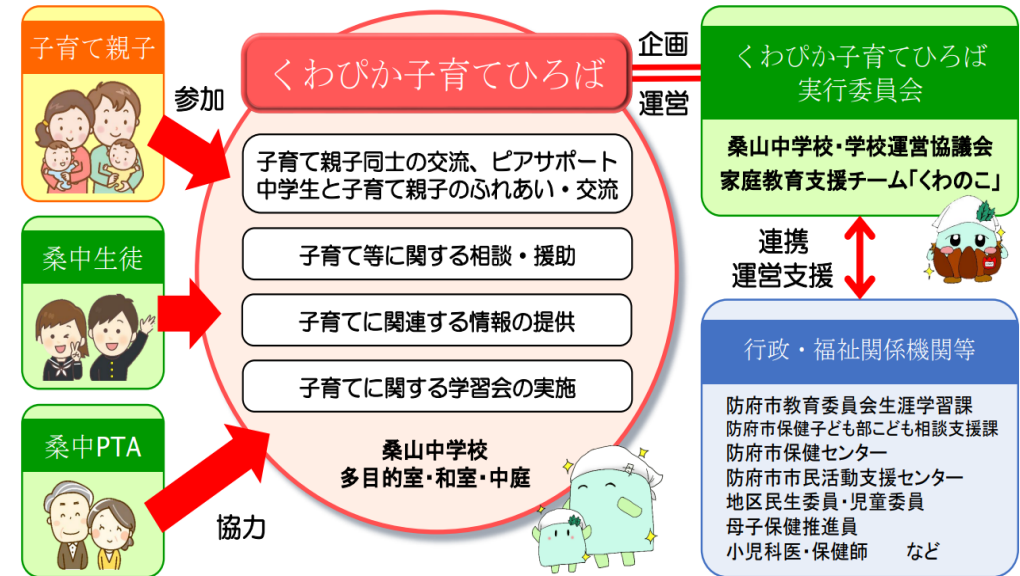 子育て親子
参加
桑中生徒
桑中PTA
協力
くわぴか子育てひろば
子育て親子同士の交流、ピアサポート
中学生と子育て親子のふれあい・交流
子育て等に関する相談・援助
子育てに関連する情報の提供
子育てに関する学習会の実施
桑山中学校
多目的室・和室・中庭
企画
運営
くわぴか子育てひろば
実行委員会
桑山中学校・学校運営協議会
家庭教育支援チーム「くわのこ」
連携
運営支援
行政・福祉関係機関等
防府市教育委員会生涯学習課
防府市保健子ども部こども相談支援課
防府市保健センター
防府市市民活動支援センター
地区民生委員・児童委員
母子保健推進員
小児科医・保健師　など